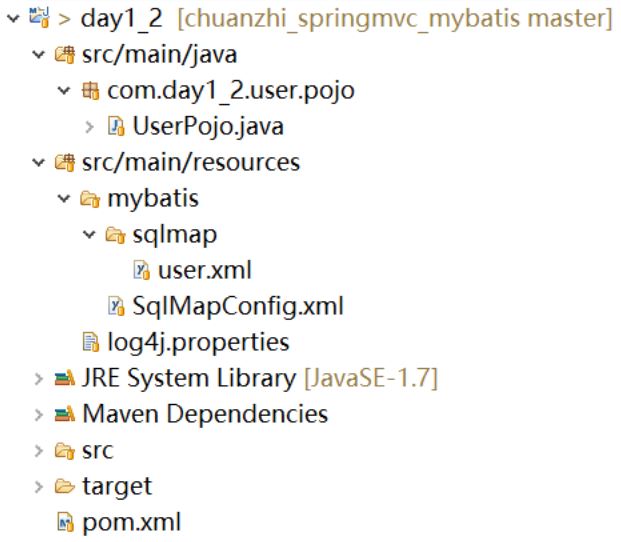 > day1_2 [chuanzhi_springmvc_mybatis master]
src/main/java
com.day1_2.user.pojo
UserPojo.java
src/main/resources
mybatis
sqlmap
user.xml
SqlMapConfig.xml
log4j.properties
JRE System Library [JavaSE-1.7]
Maven Dependencies
src
target
pom.xml